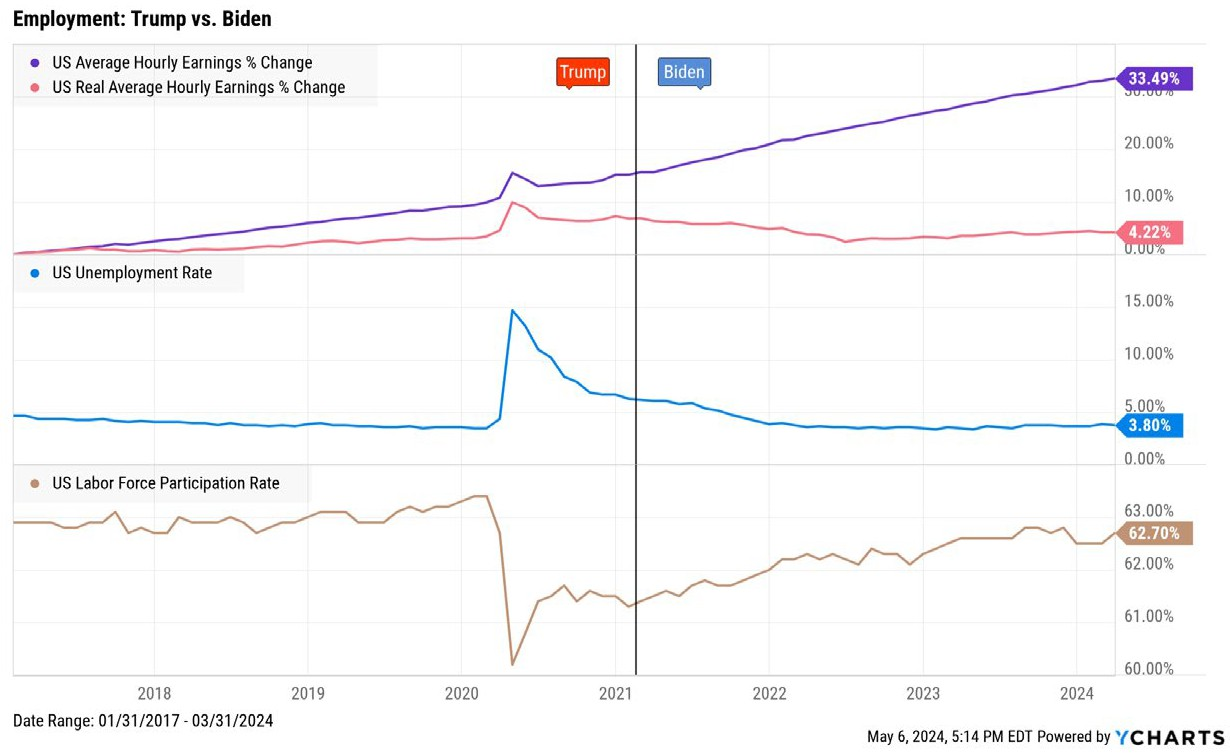 Employment: Trump vs. Biden
US Average Hourly Earnings % Change
US Real Average Hourly Earnings % Change
Trump
Biden
33.49%
30.00%
20.00%
10.00%
4.22%
0.00%
US Unemployment Rate
15.00%
10.00%
5.00%
3.80%
0.00%
US Labor Force Participation Rate
63.00%
62.70%
62.00%
61.00%
60.00%
2018 2019 2020 2021 2022 2023 2024
Date Range: 01/31/2017 - 03/31/2024
May 6, 2024, 5:14 PM EDT Powered by YCHARTS